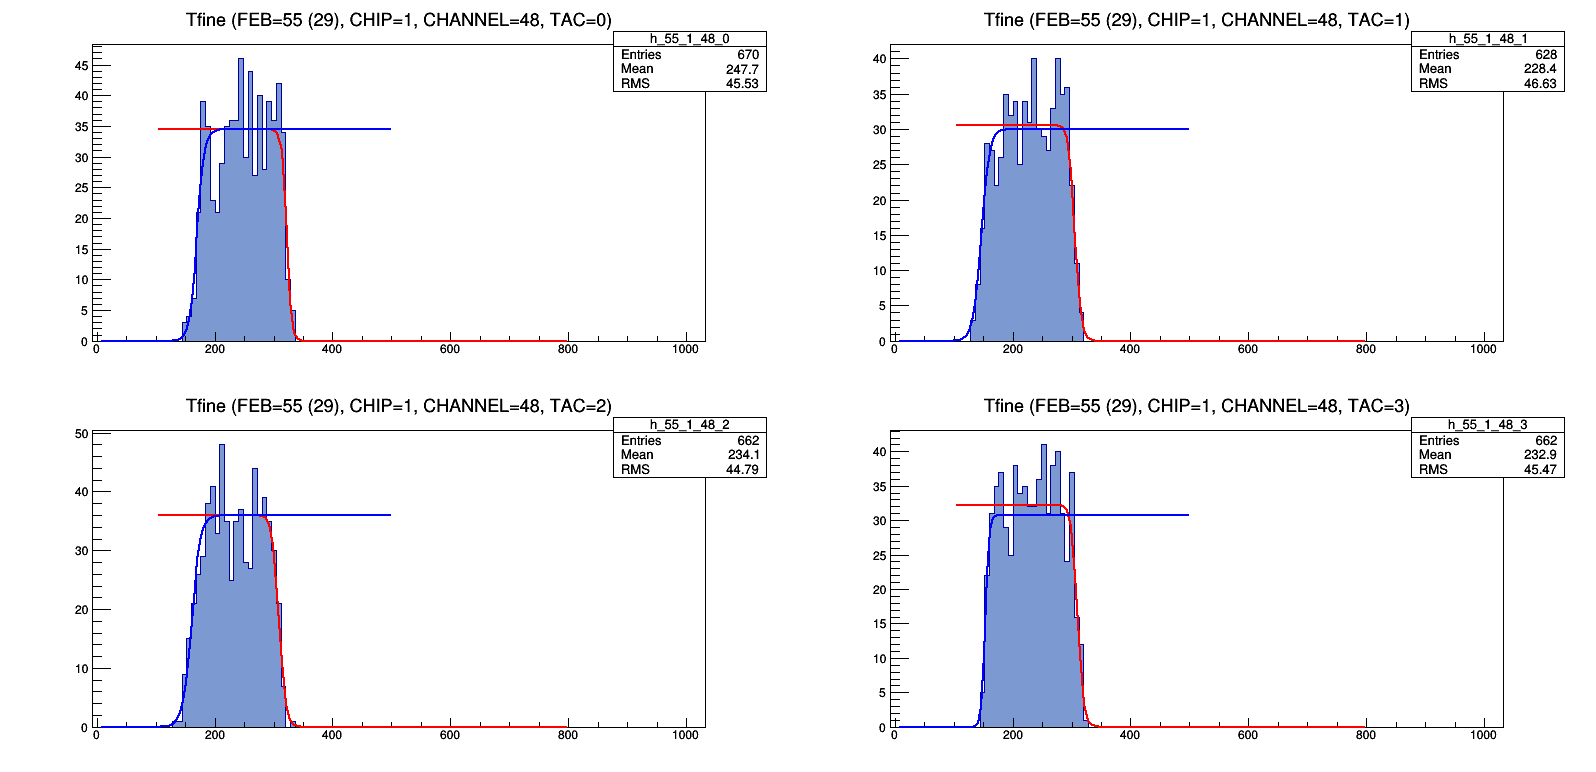 Tfine (FEB=55 (29), CHIP=1, CHANNEL=48, TAC=0)
h_55_1_48_0
Entries 670
Mean 247.7
RMS 45.53
45
40
35
30
25
20
15
10
5
0
0 200 400 600 800 1000
Tfine (FEB=55 (29), CHIP=1, CHANNEL=48, TAC=1)
h_55_1_48_1
Entries 628
Mean 228.4
RMS 46.63
40
35
30
25
20
15
10
5
0
0 200 400 600 800 1000
Tfine (FEB=55 (29), CHIP=1, CHANNEL=48, TAC=2)
h_55_1_48_2
Entries 662
Mean 234.1
RMS 44.79
50
40
30
20
10
0
0 200 400 600 800 1000
Tfine (FEB=55 (29), CHIP=1, CHANNEL=48, TAC=3)
h_55_1_48_3
Entries 662
Mean 232.9
RMS 45.47
40
35
30
25
20
15
10
5
0
0 200 400 600 800 1000